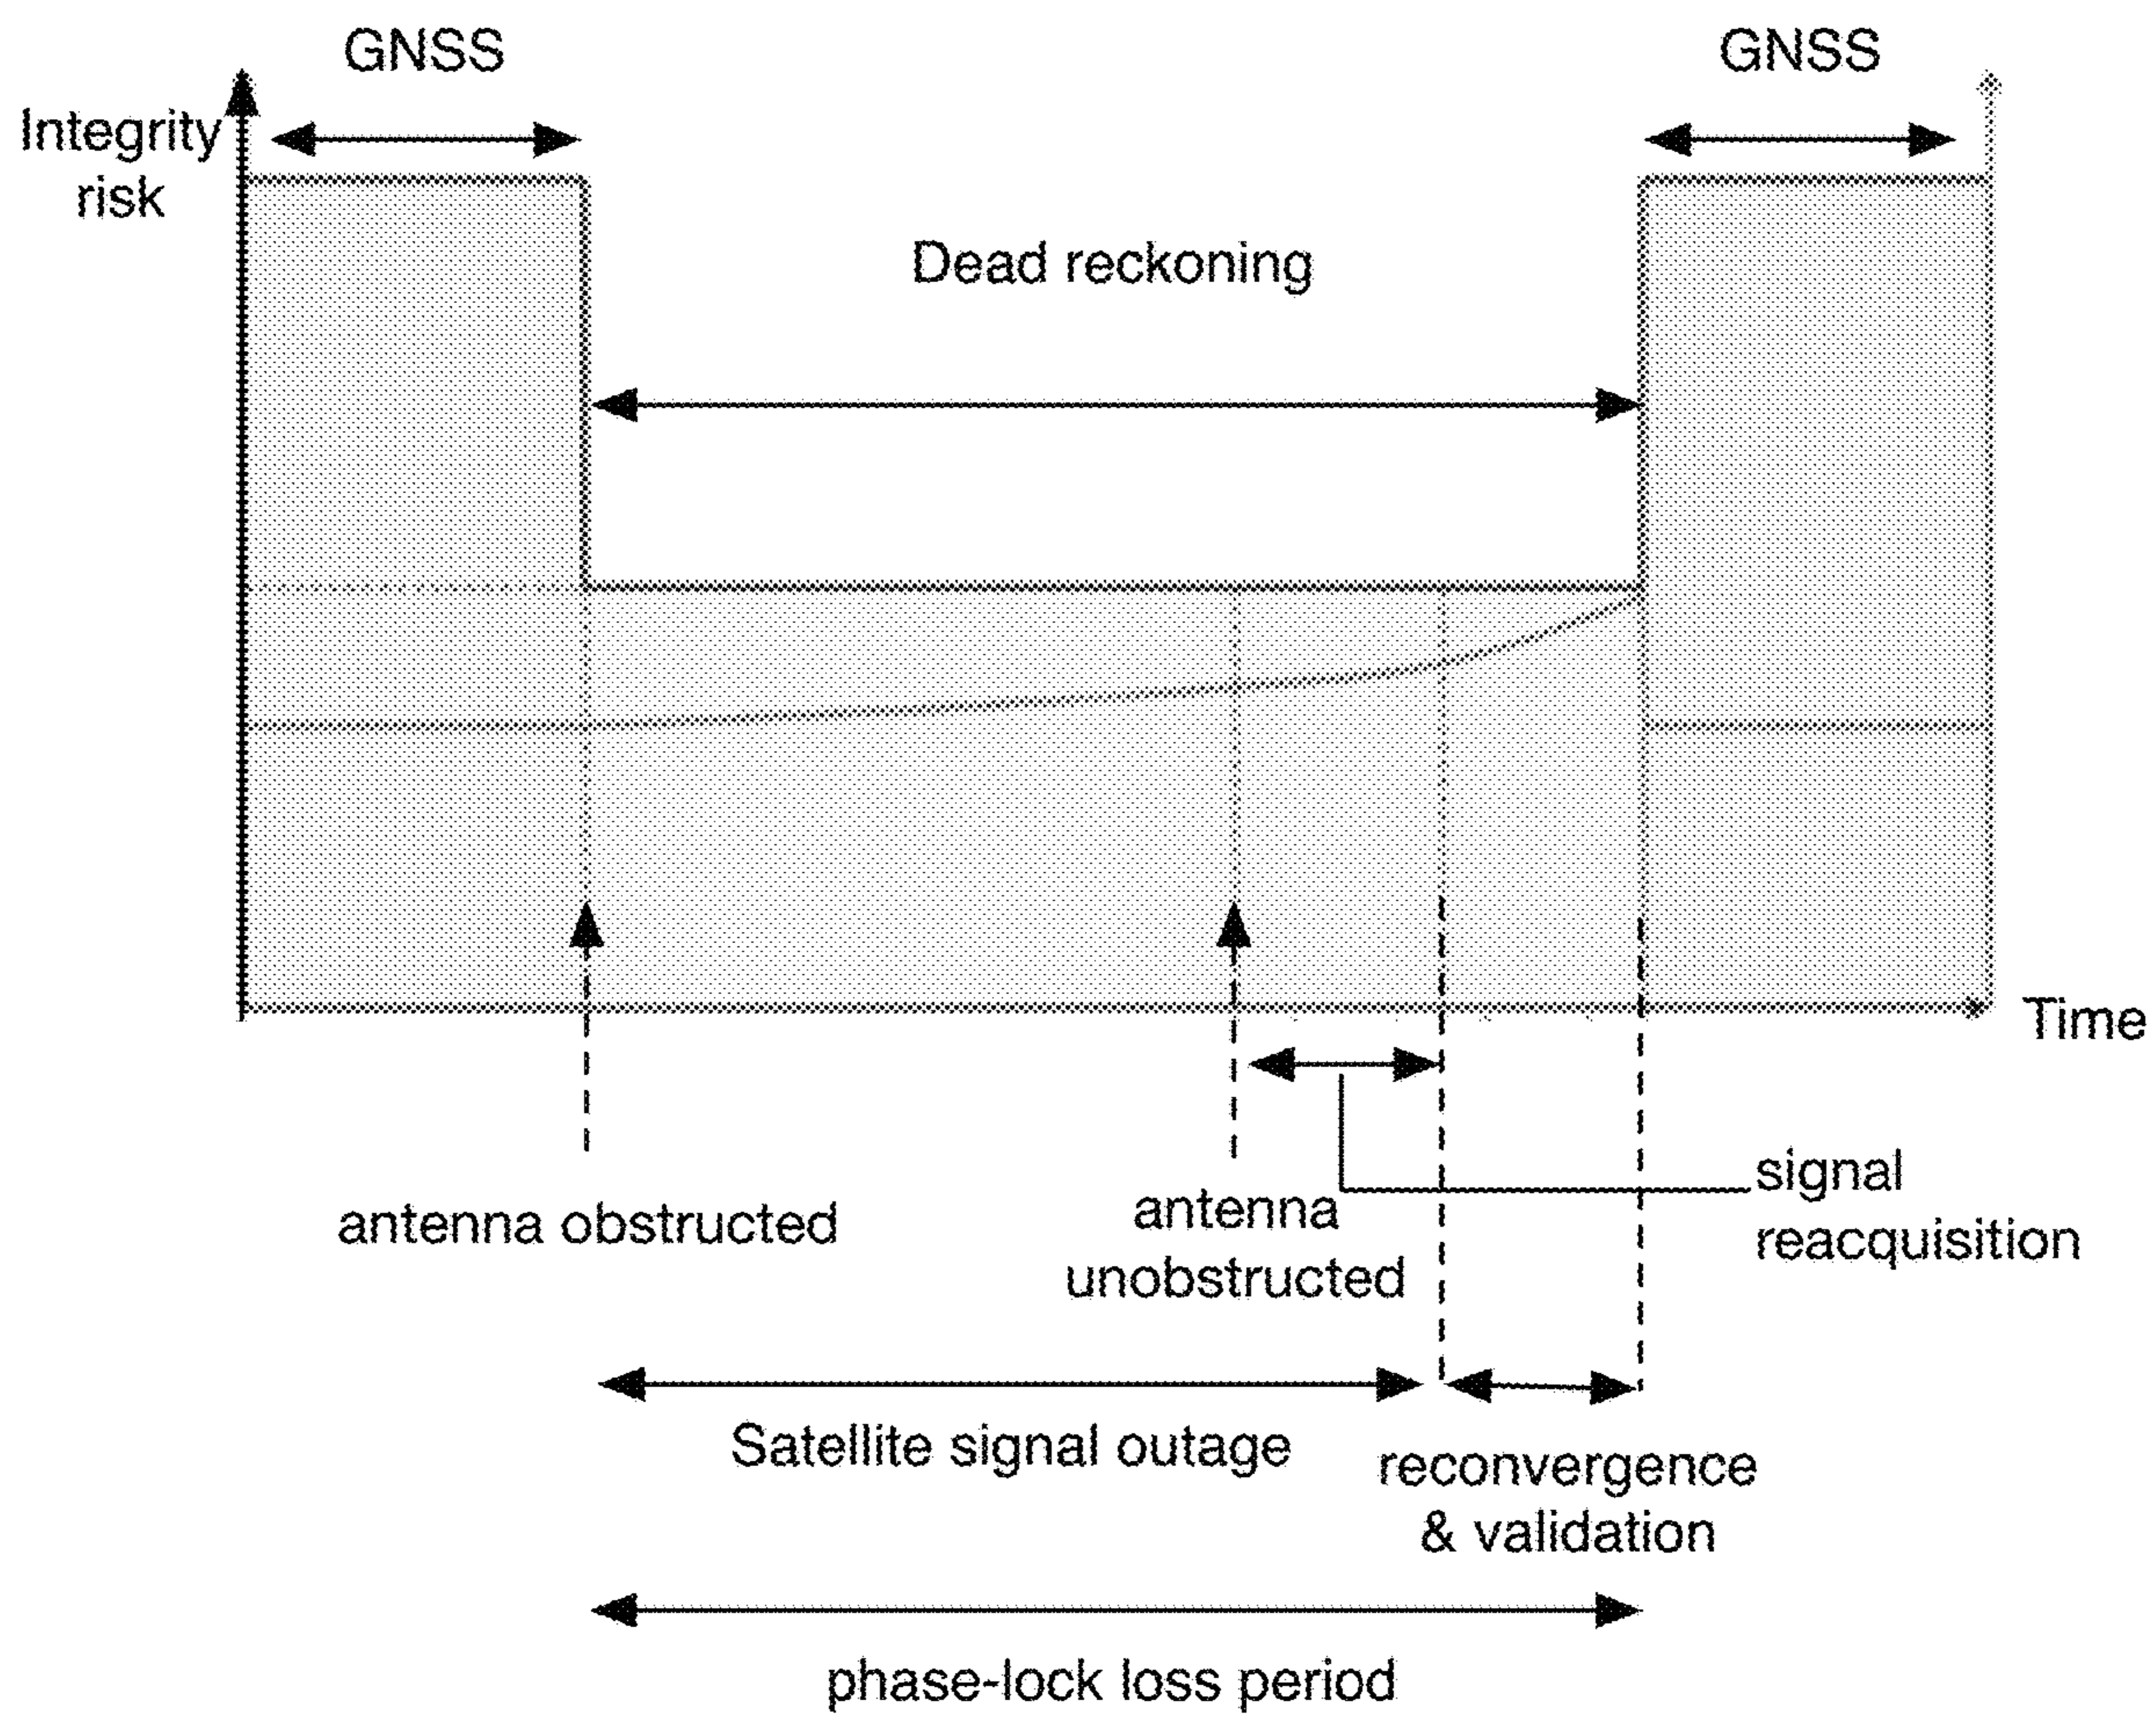 GNSS
GNSS
Integrity
risk
Dead reckoning
Time
signal
reacquisition
antenna obstructed
antenna
unobstructed
Satellite signal outage
reconvergence
& validation
phase-lock loss period